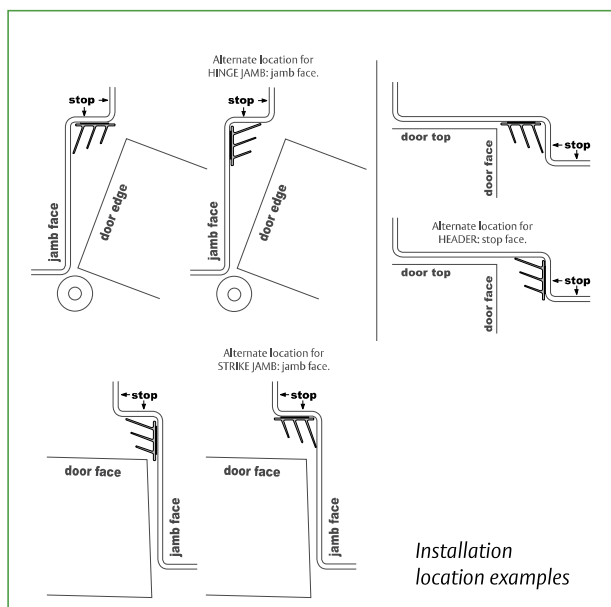 Alternate location for
HINGE JAMB: jamb face.
stop
jamb face
door edge
stop
jamb face
door edge
door top
door face
stop
Alternate location for
HEADER: stop face.
door top
door face
stop
stop
door face
jamb face
Alternate location for
STRIKE JAMB: jamb face.
stop
door face
jamb face
Installation
location examples